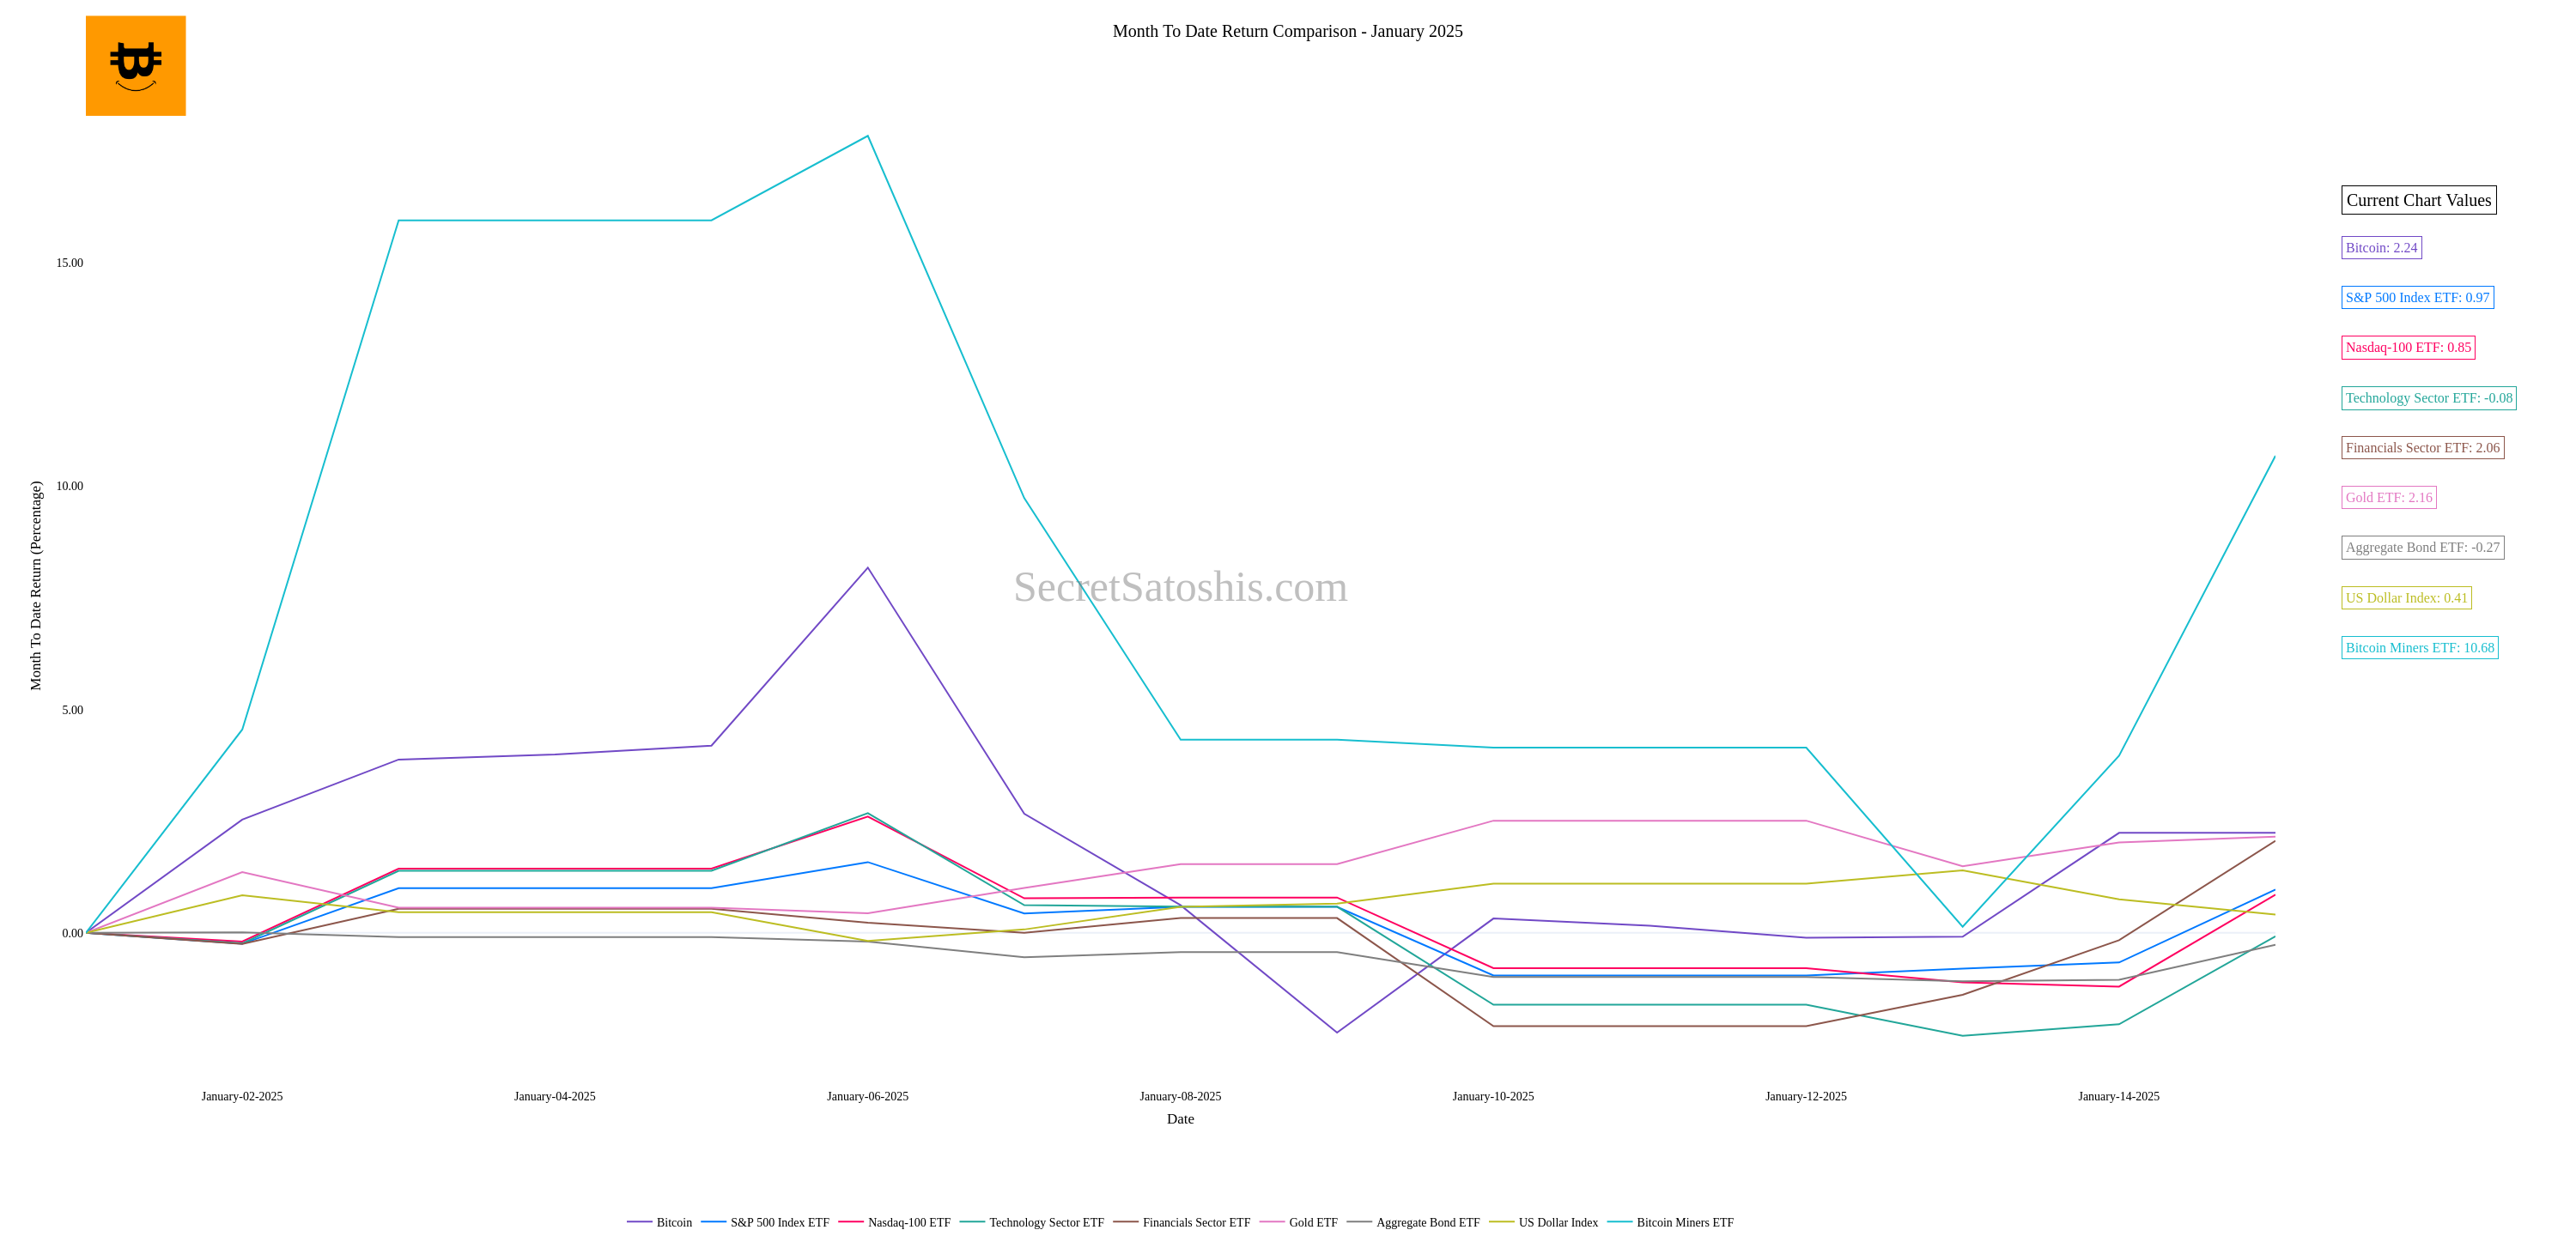 Month To Date Return Comparison - January 2025
Current Chart Values
Bitcoin: 2.24
S&P 500 Index ETF: 0.97
Nasdaq-100 ETF: 0.85
Technology Sector ETF: -0.08
Financials Sector ETF: 2.06
Gold ETF: 2.16
Aggregate Bond ETF: -0.27
US Dollar Index: 0.41
Bitcoin Miners ETF: 10.68
Month To Date Return (Percentage)
15.00
10.00
5.00
0.00
SecretSatoshis.com
January-02-2025 January-04-2025 January-06-2025 January-08-2025 January-10-2025 January-12-2025 January-14-2025
Date
Bitcoin S&P 500 Index ETF Nasdaq-100 ETF Technology Sector ETF Financials Sector ETF Gold ETF Aggregate Bond ETF US Dollar Index Bitcoin Miners ETF